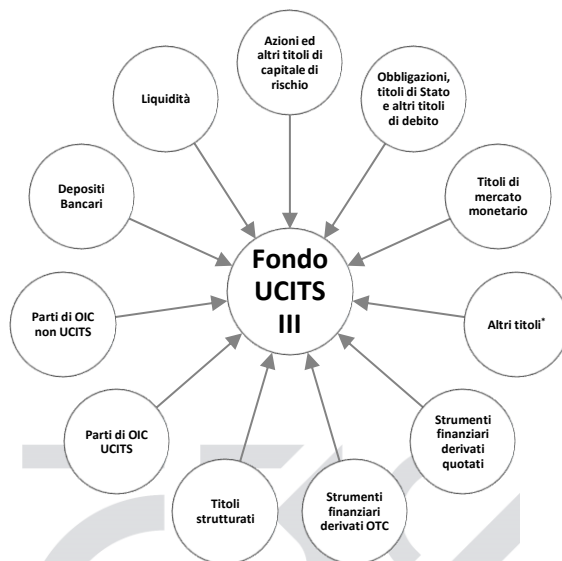 Azioni ed
altri titoli di
capitale di
rischio
Obbligazioni,
titoli di Stato
e altri titoli
di debito
Titoli di
mercato
monetario
Altri titoli*
Strumenti
finanziari
derivati
quotati
Strumenti
finanziari
derivati OTC
Titoli
strutturati
Parti di OIC
UCITS
Parti di OIC
non UCITS
Depositi
Bancari
Liquidità
Fondo
UCITS
III